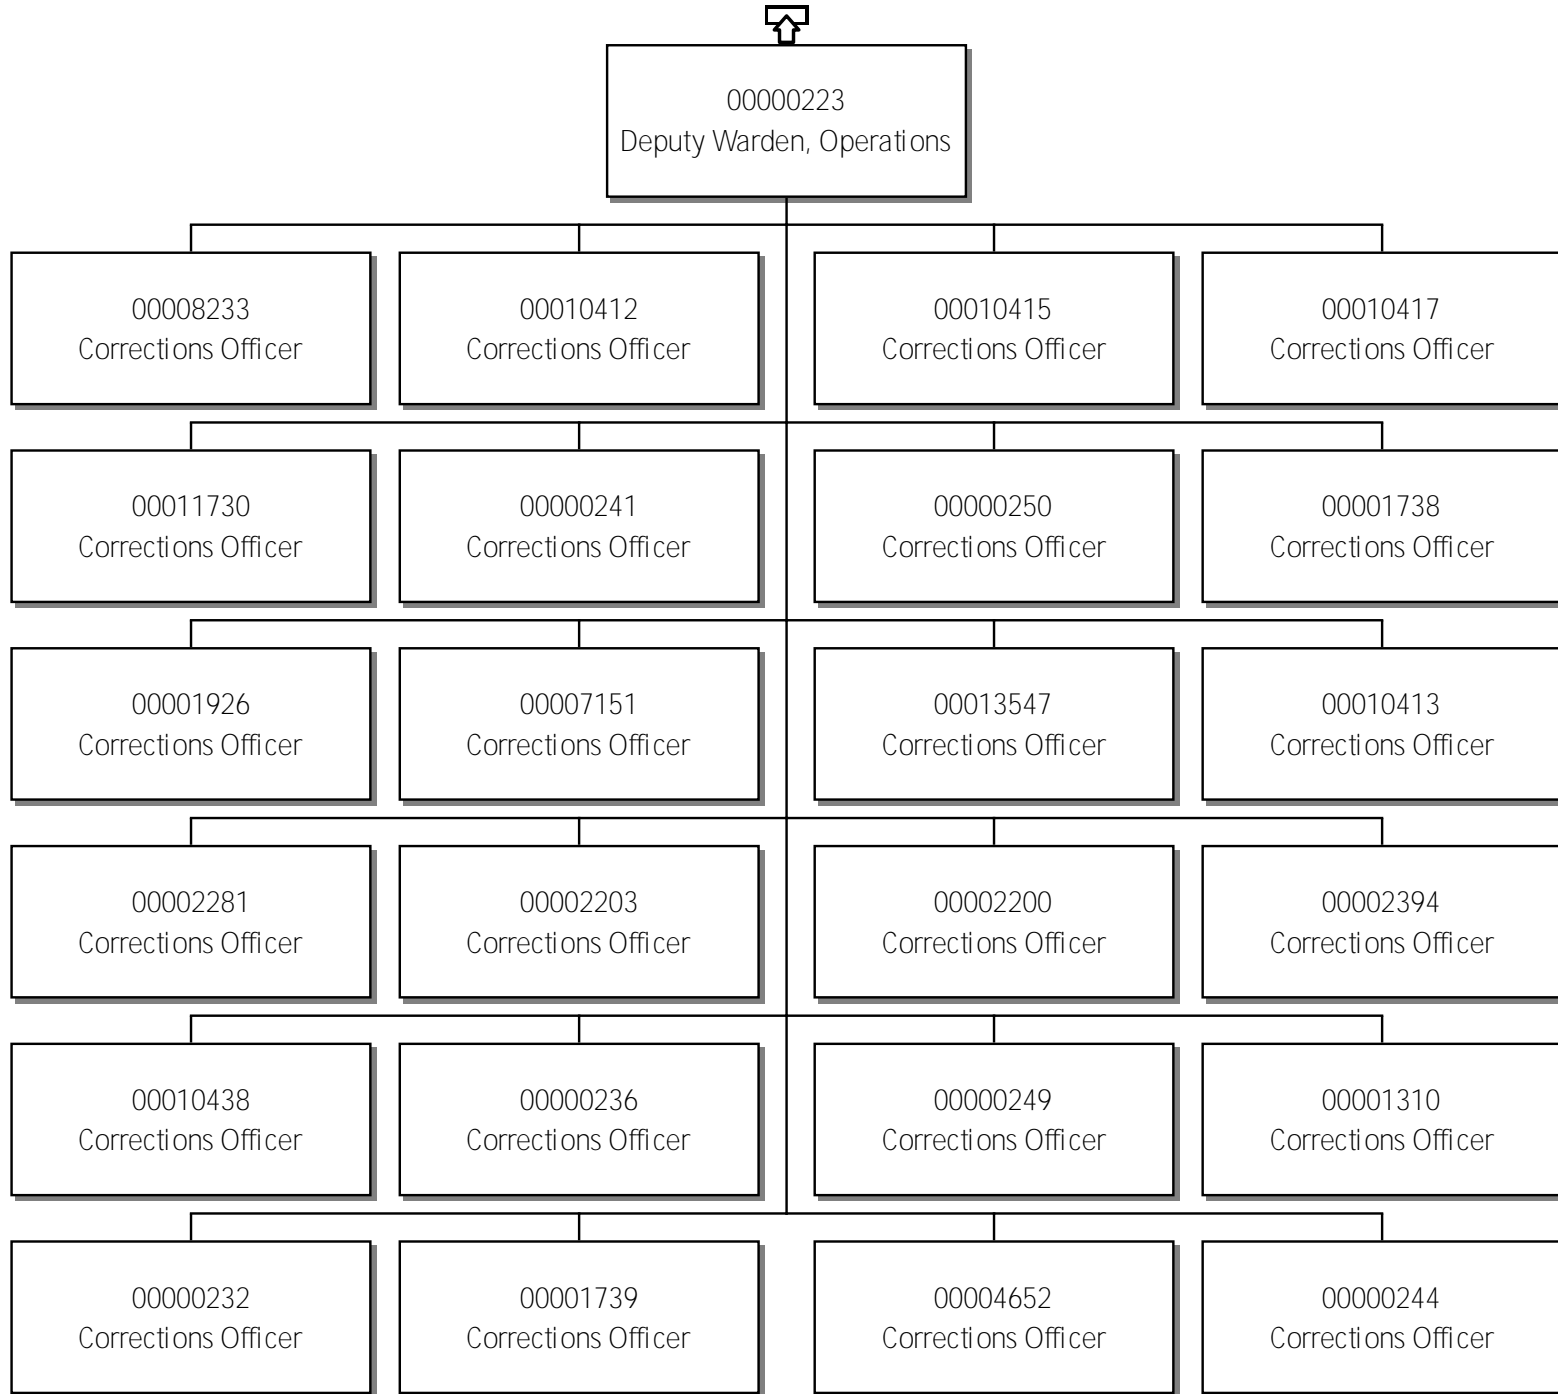 00000223
Deputy Warden, Operations
00008233
Corrections Officer
00010412
Corrections Officer
00010415
Corrections Officer
00010417
Corrections Officer
00011730
Corrections Officer
00000241
Corrections Officer
00000250
Corrections Officer
00001738
Corrections Officer
00001926
Corrections Officer
00007151
Corrections Officer
00013547
Corrections Officer
00010413
Corrections Officer
00002281
Corrections Officer
00002203
Corrections Officer
00002200
Corrections Officer
00002394
Corrections Officer
00010438
Corrections Officer
00000236
Corrections Officer
00000249
Corrections Officer
00001310
Corrections Officer
00000232
Corrections Officer
00001739
Corrections Officer
00004652
Corrections Officer
00000244
Corrections Officer